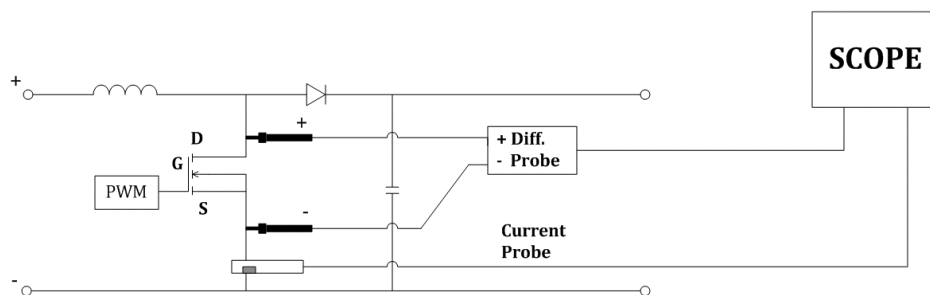 SCOPE
+
+
D
+ Diff.
- Probe
G
PWM
S
-
Current
Probe
-